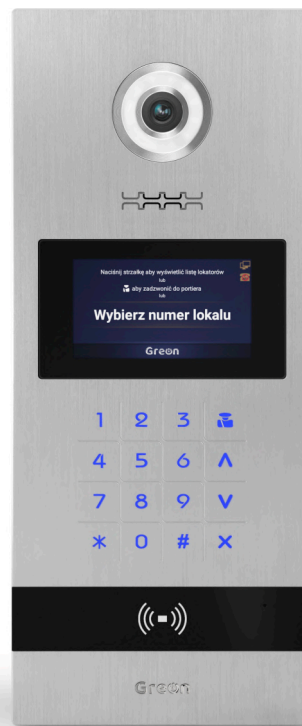 Naciśnij strzałkę aby wyświetlić listę lokatorów
lub
aby zadzwonić do portiera
lub
Wybierz numer lokalu
Green
1 2 3
4 5 6
7 8 9
* 0 #
Green